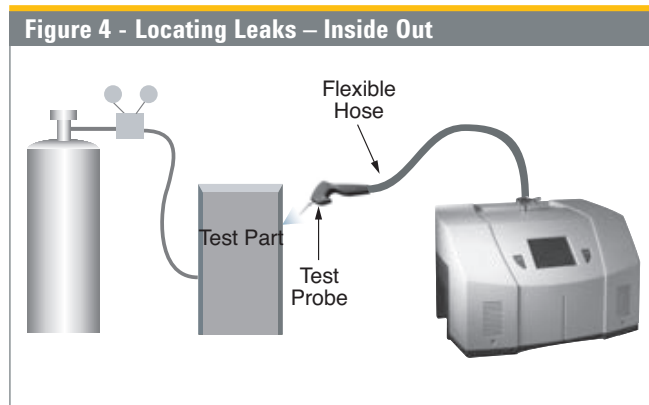 Figure 4 - Locating Leaks – Inside Out
Flexible
Hose
Test Part
Test
Probe